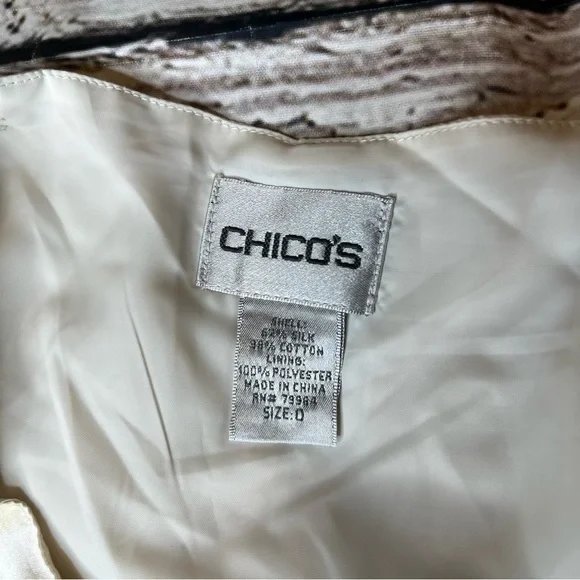 CHICO'S
SHELL:
62% SILK
38% COTTON
LINING:
100% POLYESTER
MADE IN CHINA
RN# 79984
SIZE: 0